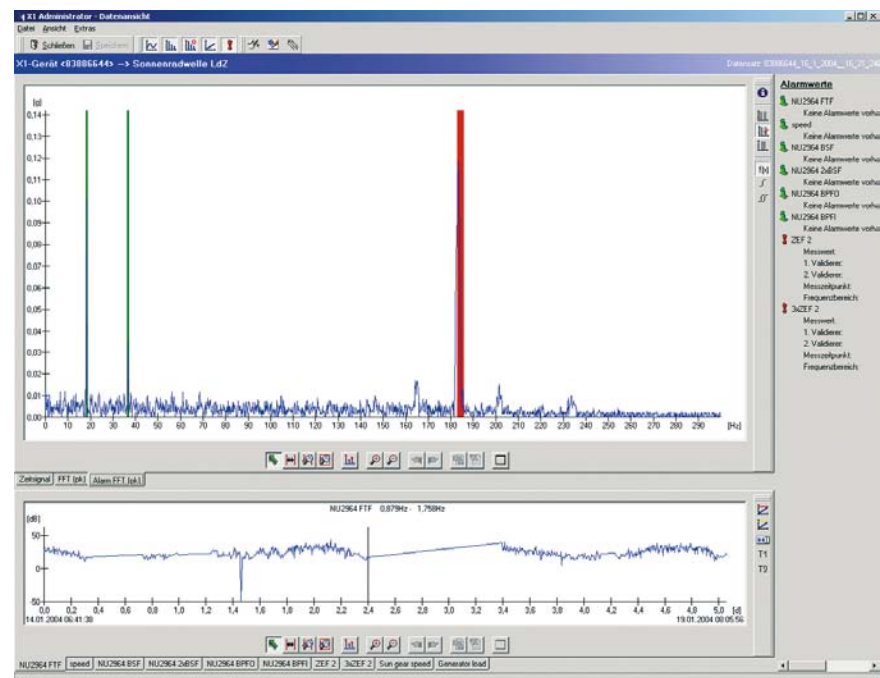 X1 Administrator - Datenansicht
Datei Ansicht Extras
Schließen Speichern
X1-Gerät <83886644> --> Sonnenradwelle LdZ
[g]
0,14
0,13
0,12
0,11
0,10
0,09
0,08
0,07
0,06
0,05
0,04
0,03
0,02
0,01
0,00
0 10 20 30 40 50 60 70 80 90 100 110 120 130 140 150 160 170 180 190 200 210 220 230 240 250 260 270 280 290 [Hz]
f(x)
Alarmwerte
NU2964 FTF
Keine Alarmwerte
speed
Keine Alarmwerte
NU2964 BSF
Keine Alarmwerte
NU2964 2xBSF
Keine Alarmwerte
NU2964 BPFO
Keine Alarmwerte
NU2964 BPFI
Keine Alarmwerte
ZEF 2
Messwert:
1. Validierer:
2. Validierer:
Messzeitpunkt:
Frequenzbereich:
3xZEF 2
Messwert:
1. Validierer:
2. Validierer:
Messzeitpunkt:
Frequenzbereich:
Zeitsignal FFT (pk) Alarm FFT (pk)
NU2964 FTF 0,879Hz - 1,758Hz
[dB]
50
0
-50
0,0 0,2 0,4 0,6 0,8 1,0 1,2 1,4 1,6 1,8 2,0 2,2 2,4 2,6 2,8 3,0 3,2 3,4 3,6 3,8 4,0 4,2 4,4 4,6 4,8 5,0 [d]
14.01.2004 06:41:38 19.01.2004 08:05:56
T1
T2
NU2964 FTF speed NU2964 BSF NU2964 2xBSF NU2964 BPFO NU2964 BPFI ZEF 2 3xZEF 2 Sun gear speed Generator load